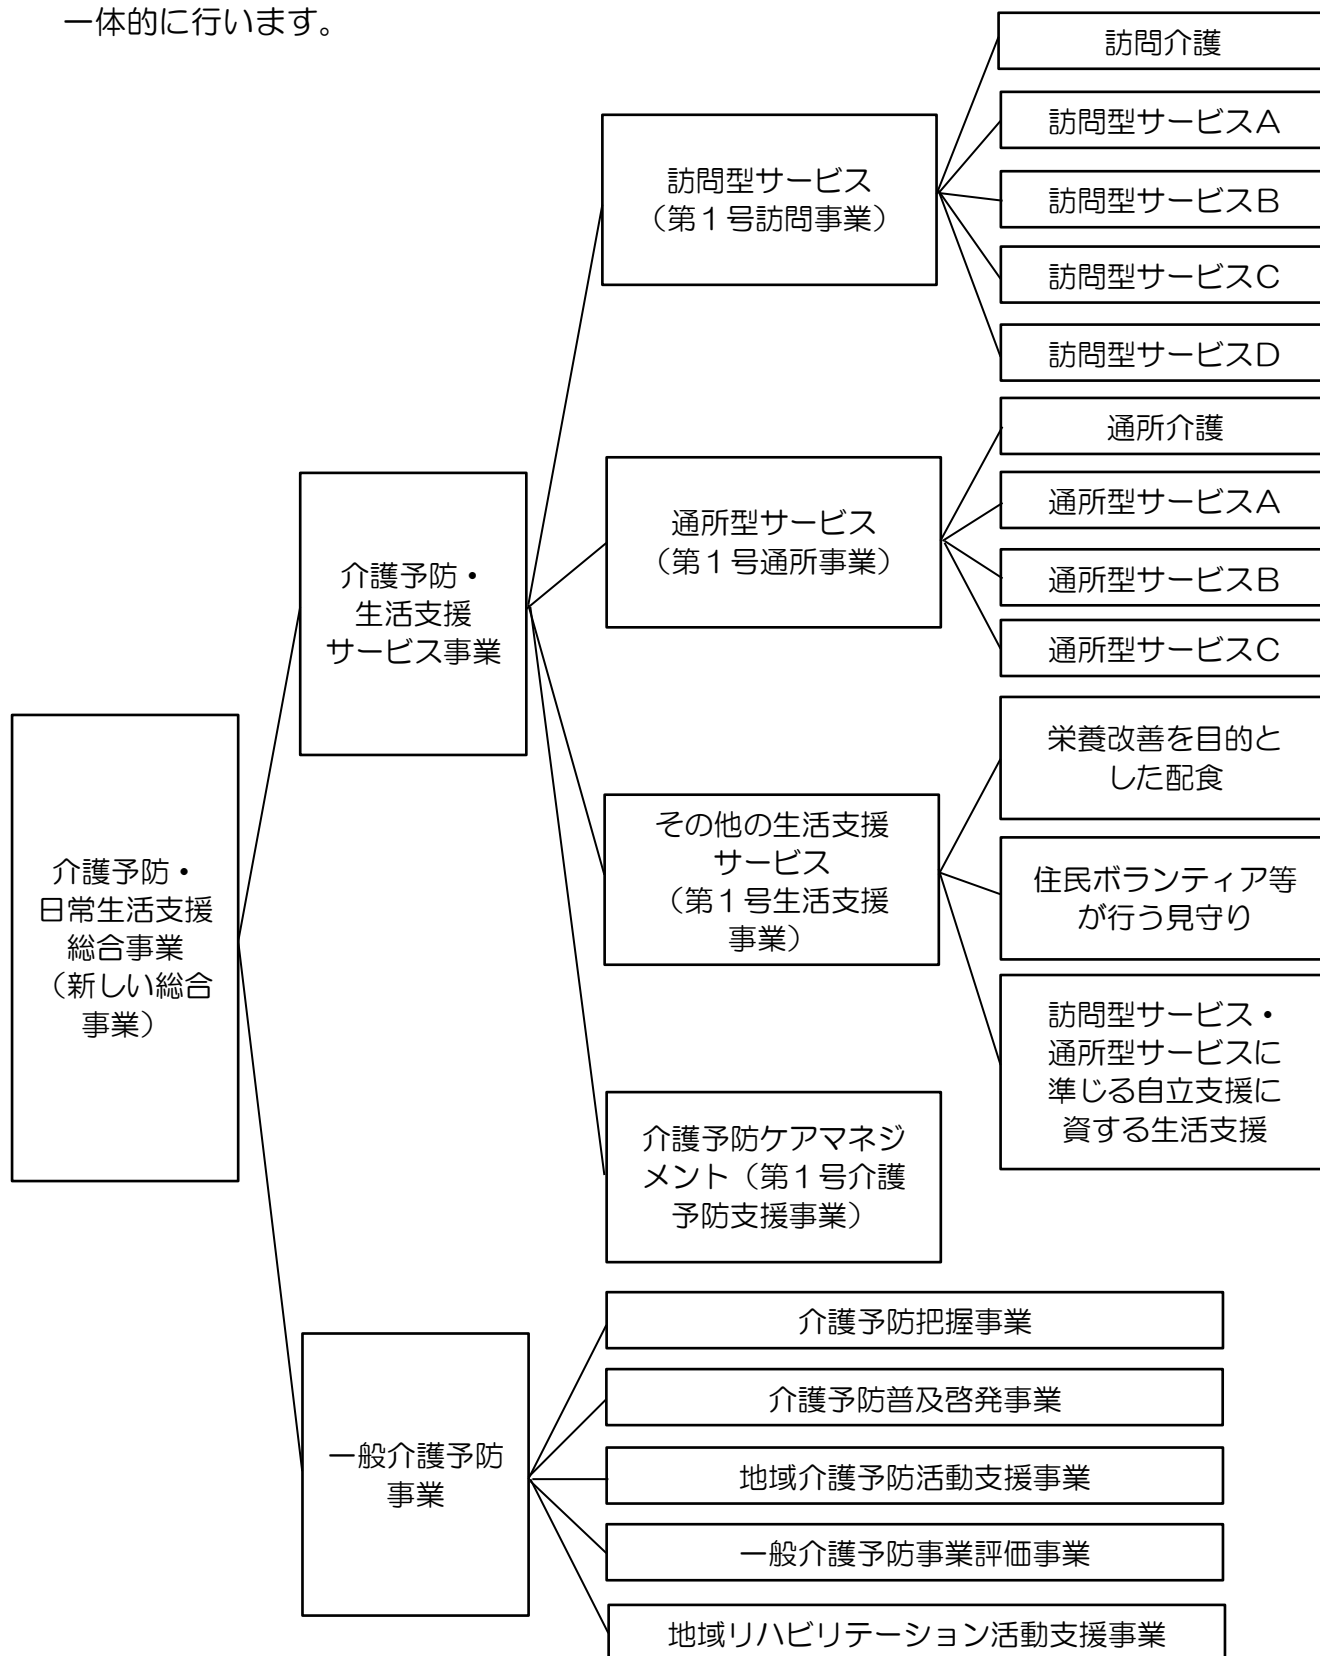 一体的に行います。
介護予防・
日常生活支援
総合事業
（新しい総合
事業）
介護予防・
生活支援
サービス事業
訪問型サービス
（第１号訪問事業）
訪問介護
訪問型サービスA
訪問型サービスB
訪問型サービスC
訪問型サービスD
通所型サービス
（第１号通所事業）
通所介護
通所型サービスA
通所型サービスB
通所型サービスC
その他の生活支援
サービス
（第１号生活支援
事業）
栄養改善を目的と
した配食
住民ボランティア等
が行う見守り
訪問型サービス・
通所型サービスに
準じる自立支援に
資する生活支援
介護予防ケアマネジ
メント（第１号介護
予防支援事業）
一般介護予防
事業
介護予防把握事業
介護予防普及啓発事業
地域介護予防活動支援事業
一般介護予防事業評価事業
地域リハビリテーション活動支援事業